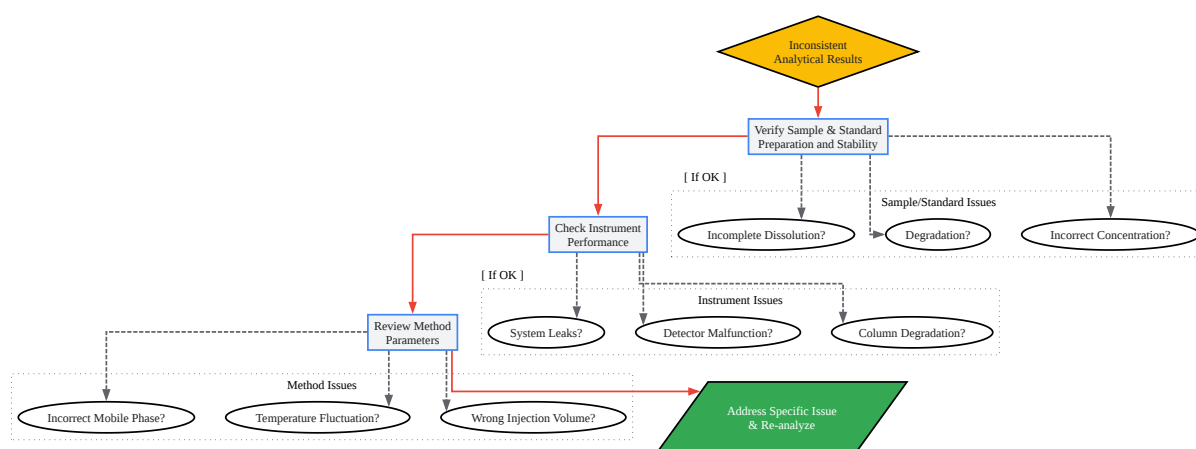 Inconsistent
Analytical Results
Verify Sample & Standard
Preparation and Stability
[ If OK ]
Sample/Standard Issues
Incomplete Dissolution?
Degradation?
Incorrect Concentration?
Check Instrument
Performance
[ If OK ]
Instrument Issues
System Leaks?
Detector Malfunction?
Column Degradation?
Review Method
Parameters
Method Issues
Incorrect Mobile Phase?
Temperature Fluctuation?
Wrong Injection Volume?
Address Specific Issue
& Re-analyze